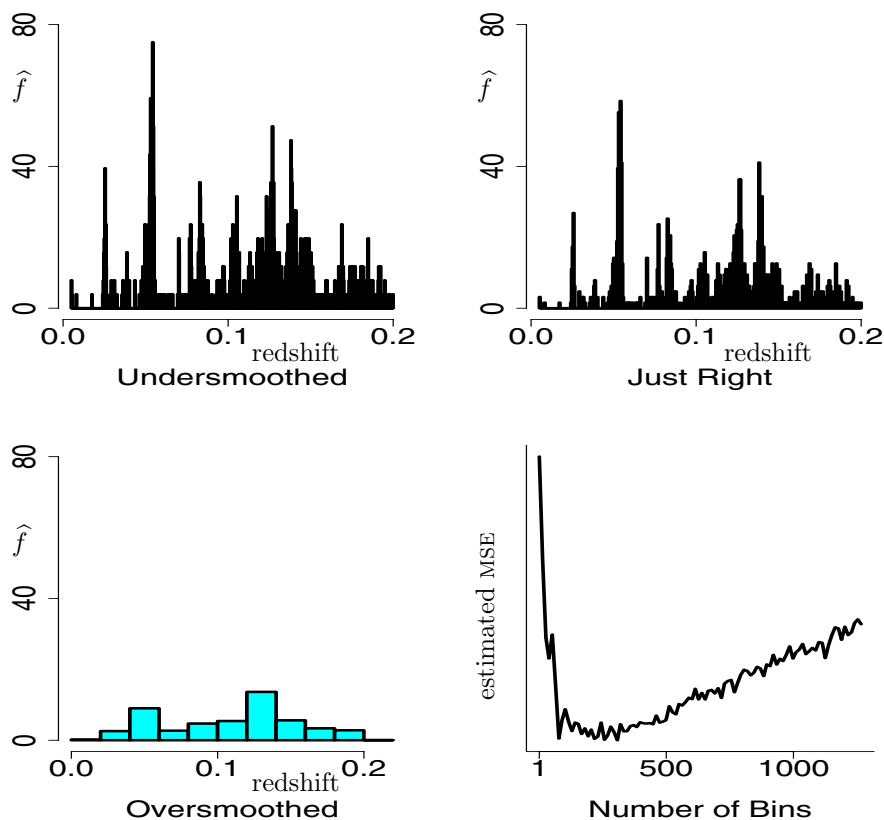 80
f̂
40
0
0.0 0.1 0.2
redshift
Undersmoothed
80
f̂
40
0
0.0 0.1 0.2
redshift
Just Right
80
f̂
40
0
0.0 0.1 0.2
redshift
Oversmoothed
estimated MSE
1 500 1000
Number of Bins